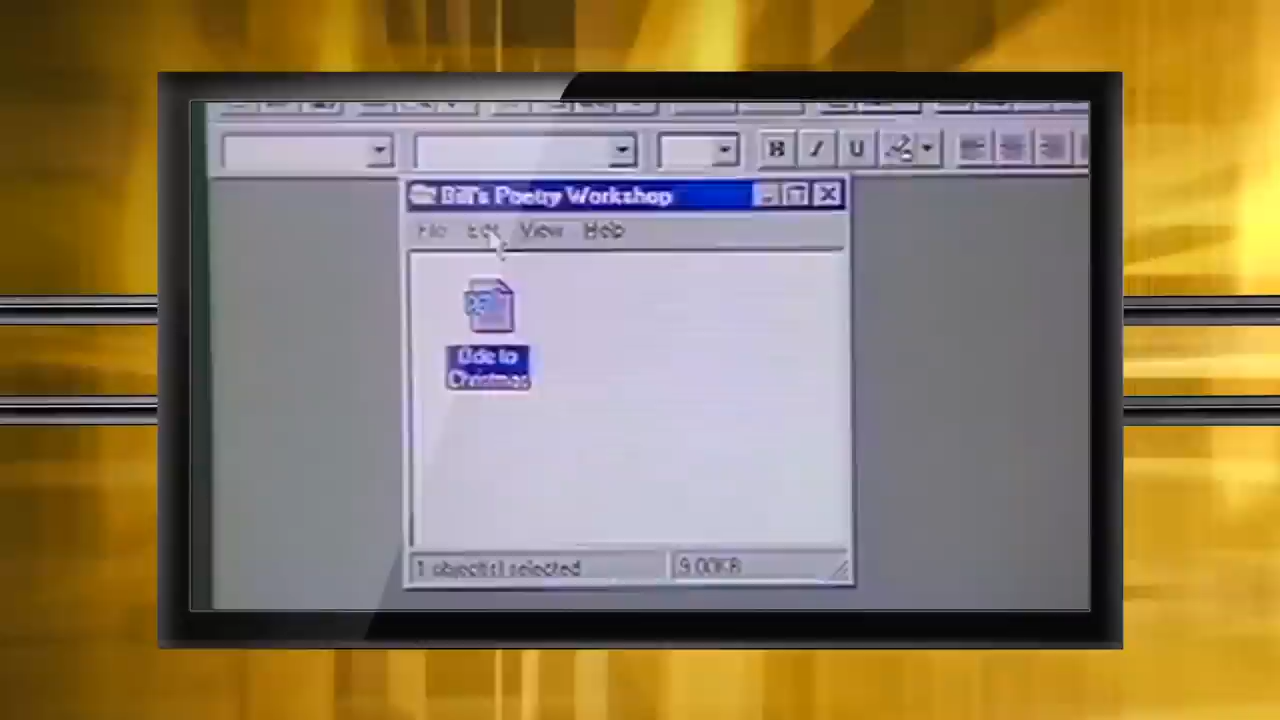 B I U
Bill's Poetry Workshop
File Edit View Help
Ode to
Christmas
1 object(s) selected
9.00KB